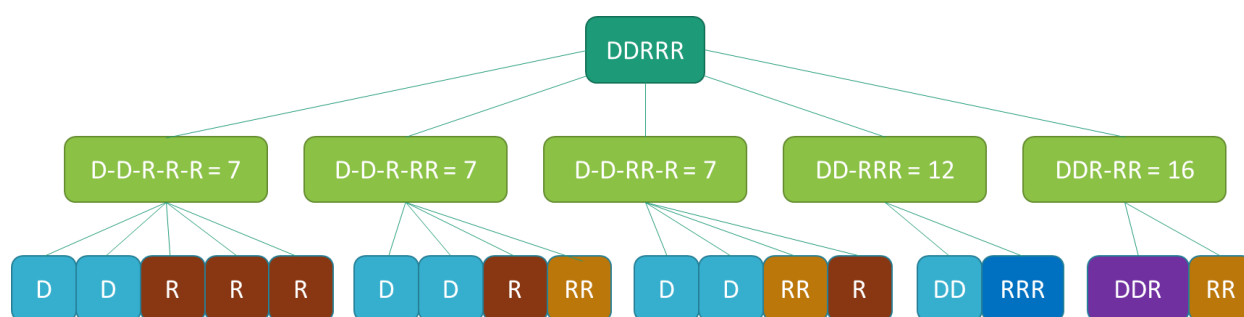 DDRRR
D-D-R-R-R = 7
D-D-R-RR = 7
D-D-RR-R = 7
DD-RRR = 12
DDR-RR = 16
D D R R R
D D R RR
D D RR R
DD RRR
DDR RR